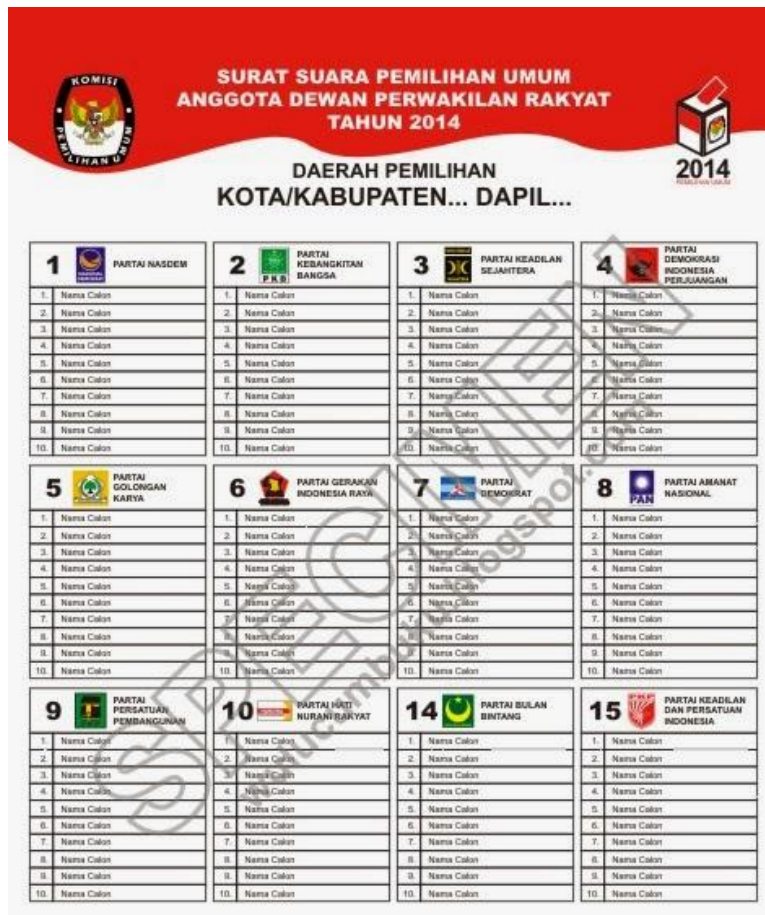 KOMISI
PEMILIHAN UMUM
SURAT SUARA PEMILIHAN UMUM
ANGGOTA DEWAN PERWAKILAN RAKYAT
TAHUN 2014
2014
PEMILIHAN UMUM
DAERAH PEMILIHAN
KOTA/KABUPATEN... DAPIL...
1 PARTAI NASDEM
1. Nama Calon
2. Nama Calon
3. Nama Calon
4. Nama Calon
5. Nama Calon
6. Nama Calon
7. Nama Calon
8. Nama Calon
9. Nama Calon
10. Nama Calon
2 PKB
PARTAI
KEBANGKITAN
BANGSA
1. Nama Calon
2. Nama Calon
3. Nama Calon
4. Nama Calon
5. Nama Calon
6. Nama Calon
7. Nama Calon
8. Nama Calon
9. Nama Calon
10. Nama Calon
3 PARTAI KEADILAN
SEJAHTERA
1. Nama Calon
2. Nama Calon
3. Nama Calon
4. Nama Calon
5. Nama Calon
6. Nama Calon
7. Nama Calon
8. Nama Calon
9. Nama Calon
10. Nama Calon
4 PARTAI
DEMOKRASI
INDONESIA
PERJUANGAN
1. Nama Calon
2. Nama Calon
3. Nama Calon
4. Nama Calon
5. Nama Calon
6. Nama Calon
7. Nama Calon
8. Nama Calon
9. Nama Calon
10. Nama Calon
5 PARTAI
GOLONGAN
KARYA
1. Nama Calon
2. Nama Calon
3. Nama Calon
4. Nama Calon
5. Nama Calon
6. Nama Calon
7. Nama Calon
8. Nama Calon
9. Nama Calon
10. Nama Calon
6 PARTAI GERAKAN
INDONESIA RAYA
1. Nama Calon
2. Nama Calon
3. Nama Calon
4. Nama Calon
5. Nama Calon
6. Nama Calon
7. Nama Calon
8. Nama Calon
9. Nama Calon
10. Nama Calon
7 PARTAI
DEMOKRAT
1. Nama Calon
2. Nama Calon
3. Nama Calon
4. Nama Calon
5. Nama Calon
6. Nama Calon
7. Nama Calon
8. Nama Calon
9. Nama Calon
10. Nama Calon
8 PAN
PARTAI AMANAT
NASIONAL
1. Nama Calon
2. Nama Calon
3. Nama Calon
4. Nama Calon
5. Nama Calon
6. Nama Calon
7. Nama Calon
8. Nama Calon
9. Nama Calon
10. Nama Calon
9 PARTAI
PERSATUAN
PEMBANGUNAN
1. Nama Calon
2. Nama Calon
3. Nama Calon
4. Nama Calon
5. Nama Calon
6. Nama Calon
7. Nama Calon
8. Nama Calon
9. Nama Calon
10. Nama Calon
10 PARTAI HATI
NURANI RAKYAT
1. Nama Calon
2. Nama Calon
3. Nama Calon
4. Nama Calon
5. Nama Calon
6. Nama Calon
7. Nama Calon
8. Nama Calon
9. Nama Calon
10. Nama Calon
14 PARTAI BULAN
BINTANG
1. Nama Calon
2. Nama Calon
3. Nama Calon
4. Nama Calon
5. Nama Calon
6. Nama Calon
7. Nama Calon
8. Nama Calon
9. Nama Calon
10. Nama Calon
15 PARTAI KEADILAN
DAN PERSATUAN
INDONESIA
1. Nama Calon
2. Nama Calon
3. Nama Calon
4. Nama Calon
5. Nama Calon
6. Nama Calon
7. Nama Calon
8. Nama Calon
9. Nama Calon
10. Nama Calon
SPECIMEN